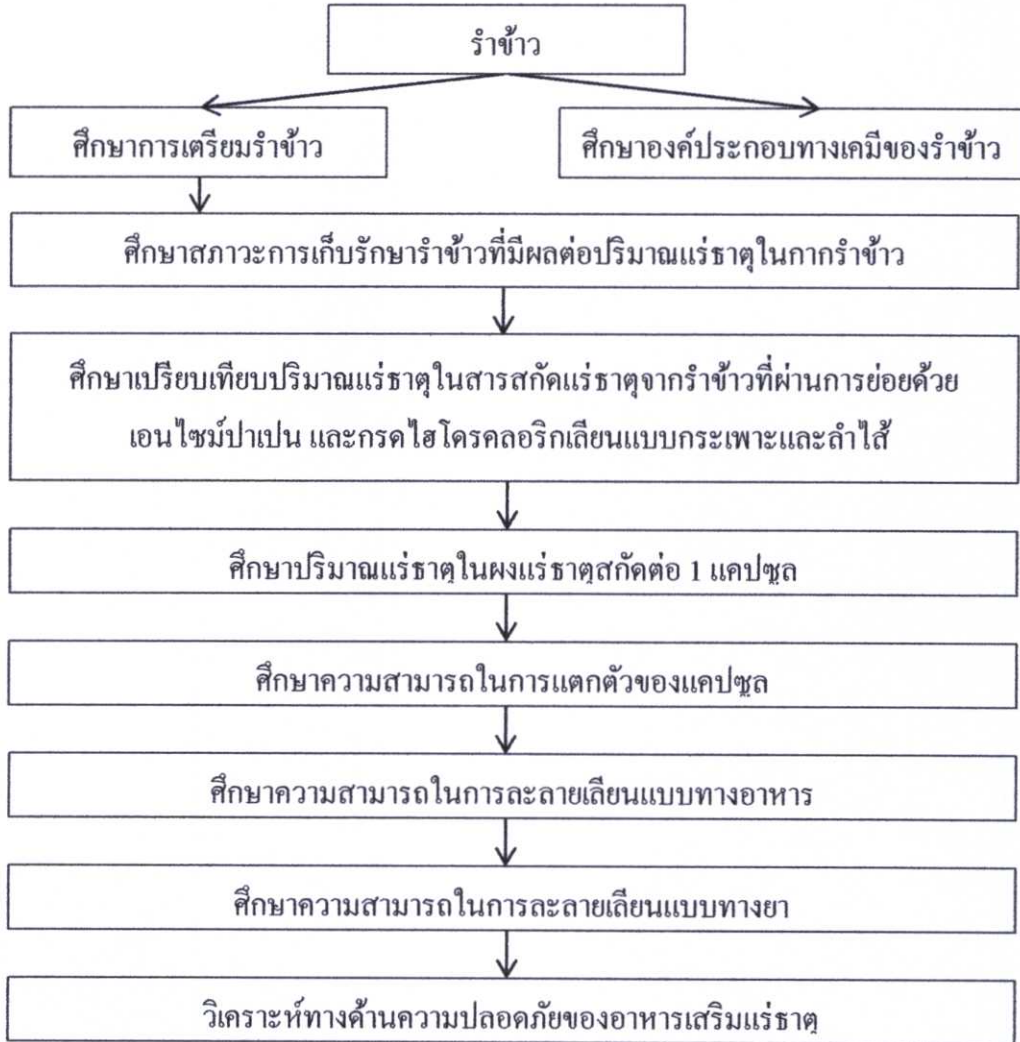 รำข้าว
ศึกษาการเตรียมรำข้าว
ศึกษาองค์ประกอบทางเคมีของรำข้าว
ศึกษาสภาวะการเก็บรักษารำข้าวที่มีผลต่อปริมาณแร่ธาตุในกากรำข้าว
ศึกษาเปรียบเทียบปริมาณแร่ธาตุในสารสกัดแร่ธาตุจากรำข้าวที่ผ่านการย่อยด้วย
เอนไซม์ปาเปน และกรดไฮโดรคลอริกเลียนแบบกระเพาะและลำไส้
ศึกษาปริมาณแร่ธาตุในผงแร่ธาตุสกัดต่อ 1 แคปซูล
ศึกษาความสามารถในการแตกตัวของแคปซูล
ศึกษาความสามารถในการละลายเลียนแบบทางอาหาร
ศึกษาความสามารถในการละลายเลียนแบบทางยา
วิเคราะห์ทางด้านความปลอดภัยของอาหารเสริมแร่ธาตุ